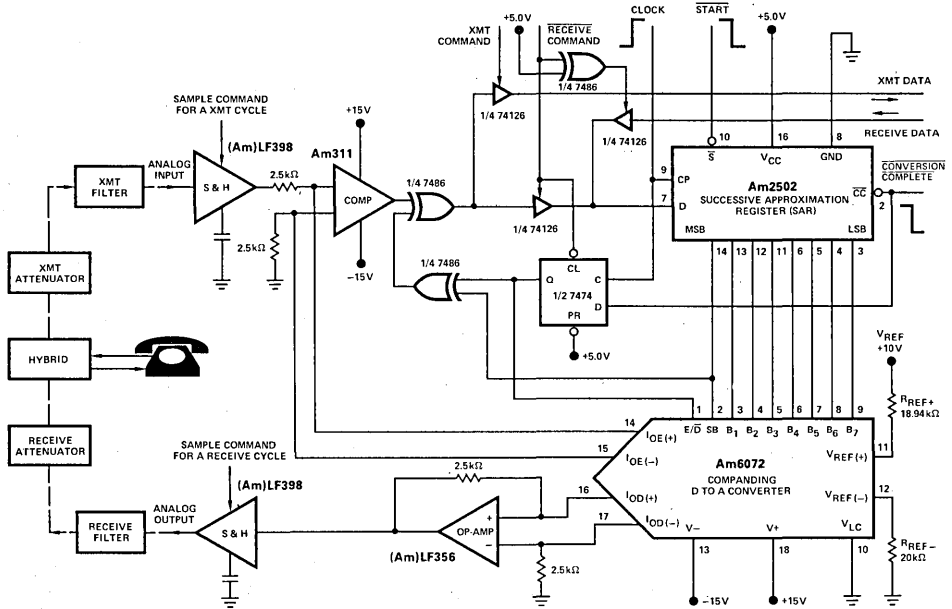 CLOCK
START
XMT
COMMAND
+5.0V
RECEIVE
COMMAND
+5.0V
1/4 7486
XMT DATA
1/4 74126
RECEIVE DATA
1/4 74126
SAMPLE COMMAND
FOR A XMT CYCLE
+15V
10
16
8
S
VCC
GND
(Am)LF398
Am311
ANALOG
INPUT
2.5kΩ
1/4 7486
9
CP
Am2502
SUCCESSIVE APPROXIMATION
REGISTER (SAR)
CC
CONVERSION
COMPLETE
2
XMT
FILTER
S & H
COMP
7
D
MSB
LSB
1/4 74126
14
13
12
11
6
5
4
3
2.5kΩ
-15V
1/4 7486
XMT
ATTENUATOR
CL
Q
C
1/2 7474
D
PR
+5.0V
HYBRID
VREF
+10V
RREF+
18.94kΩ
1
2
3
4
5
6
7
8
9
E/D
SB
B1
B2
B3
B4
B5
B6
B7
14
IOE(+)
15
IOE(-)
11
VREF(+)
RECEIVE
ATTENUATOR
SAMPLE COMMAND
FOR A RECEIVE CYCLE
(Am)LF398
2.5kΩ
16
IOD(+)
Am6072
COMPANDING
D TO A CONVERTER
12
VREF(-)
17
IOD(-)
ANALOG
OUTPUT
RECEIVE
FILTER
S & H
+
OP-AMP
−
(Am)LF356
2.5kΩ
V−
V+
VLC
13
18
10
RREF−
20kΩ
-15V
+15V